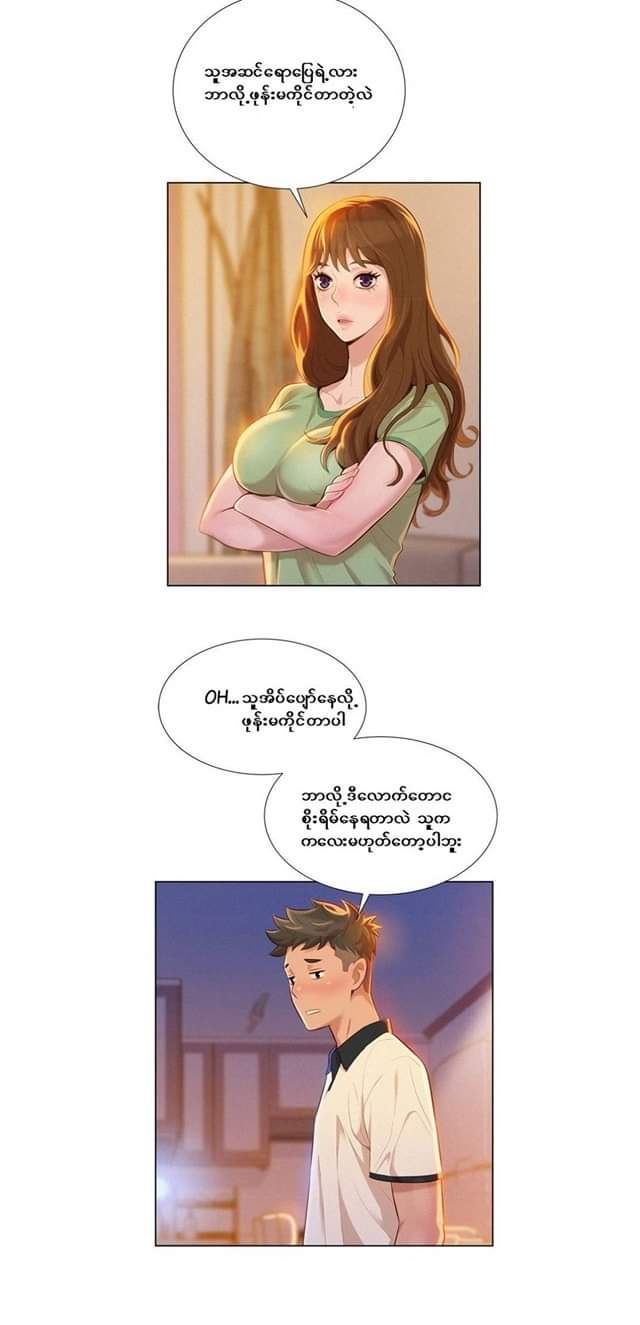 သူအဆင်ရောပြေရဲ့လား
ဘာလို့ဖုန်းမကိုင်တာတဲ့လဲ
OH... သူအိပ်ပျော်နေလို့
ဖုန်းမကိုင်တာပါ
ဘာလို့ဒီလောက်တောင
စိုးရိမ်နေရတာလဲ သူက
ကလေးမဟုတ်တော့ပါဘူး